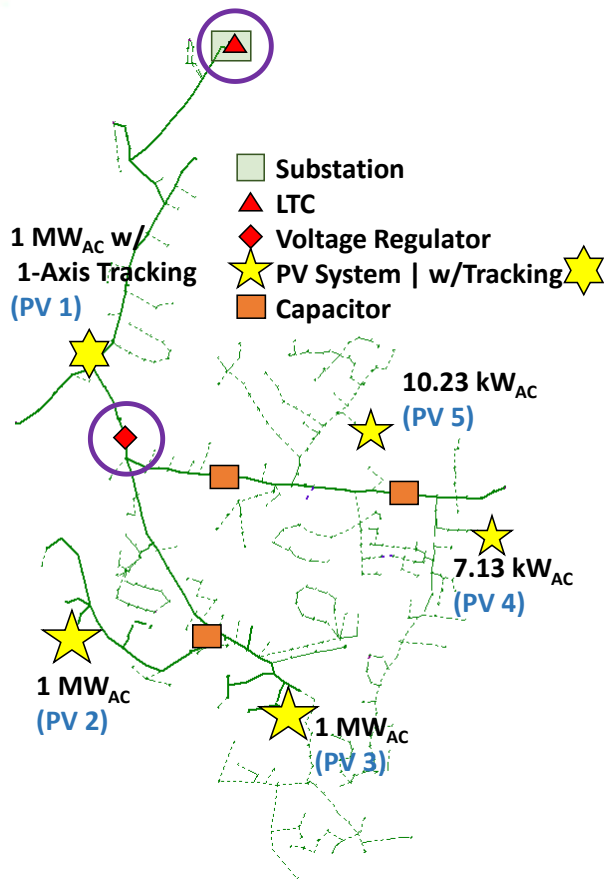 Substation
LTC
Voltage Regulator
PV System | w/Tracking
Capacitor
1 MWAC w/
1-Axis Tracking
(PV 1)
10.23 kWAC
(PV 5)
7.13 kWAC
(PV 4)
1 MWAC
(PV 2)
1 MWAC
(PV 3)